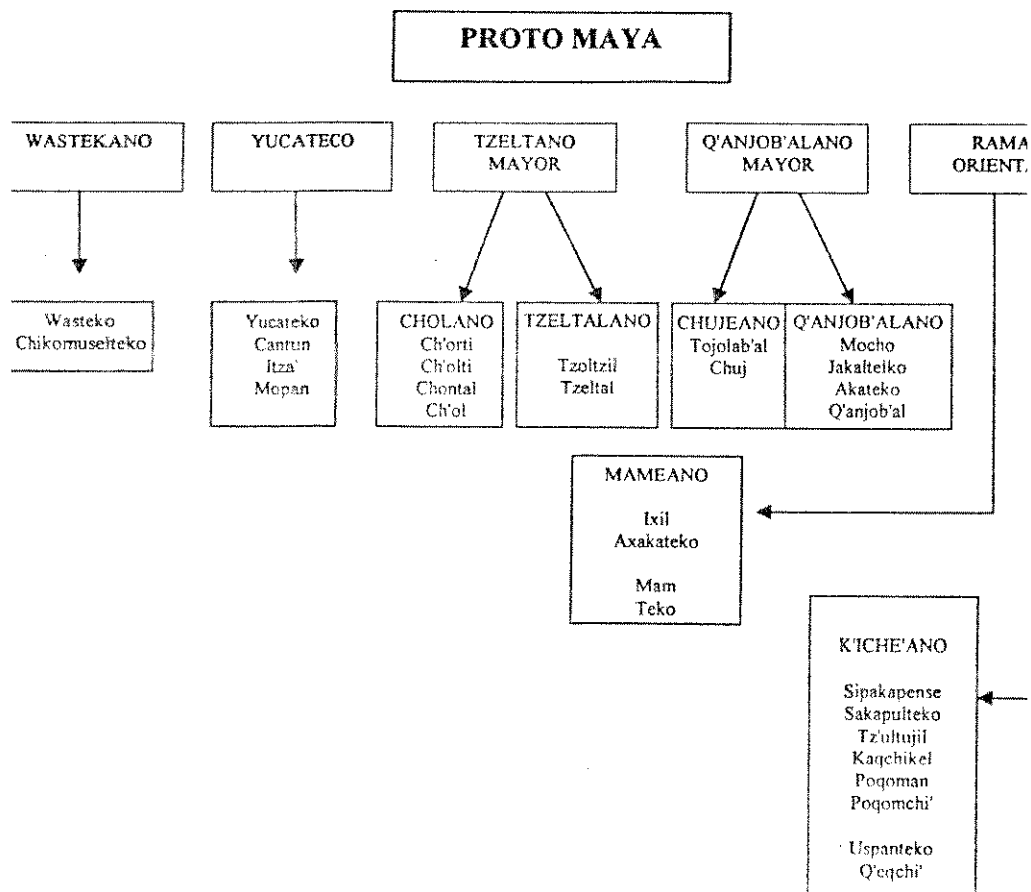 PROTO MAYA
WASTEKANO
YUCATECO
TZELTANO
MAYOR
Q'ANJOB'ALANO
MAYOR
RAMA
ORIENTA
Wasteko
Chikomuselteko
Yucateko
Cantun
Itza'
Mopan
CHOLANO
Ch'orti
Ch'olti
Chontal
Ch'ol
TZELTALANO
Tzoltzil
Tzeltal
CHUJEANO
Tojolab'al
Chuj
Q'ANJOB'ALANO
Mocho
Jakalteiko
Akateko
Q'anjob'al
MAMEANO
Ixil
Axakateko
Mam
Teko
K'ICHE'ANO
Sipakapense
Sakapulteko
Tz'ultujil
Kaqchikel
Poqoman
Poqomchi'
Uspanteko
Q'eqchi'